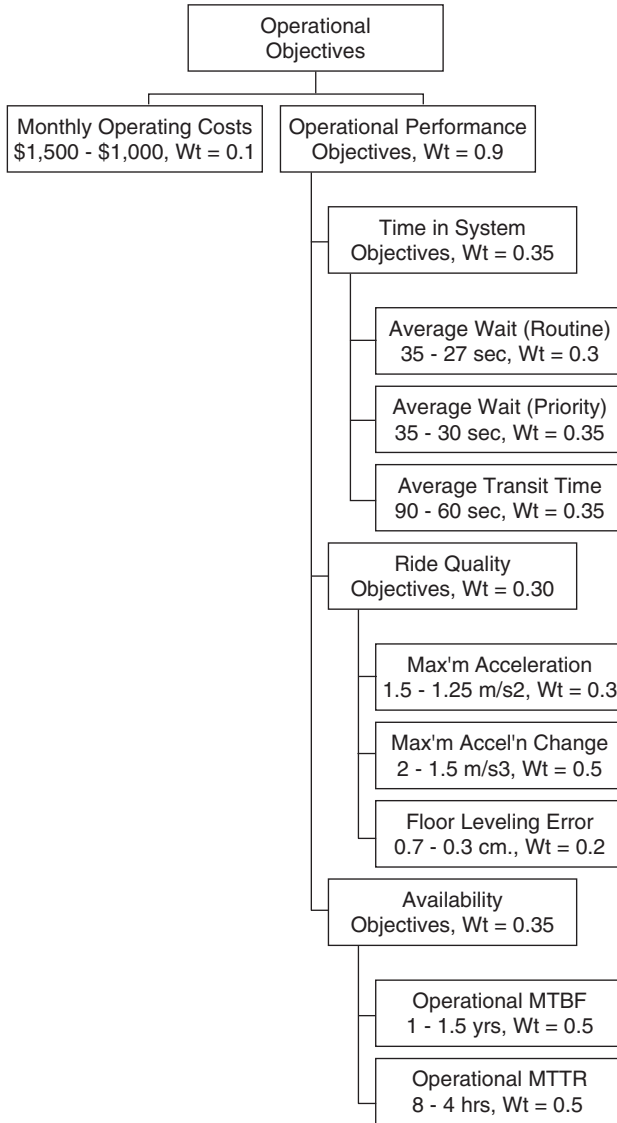 Operational
Objectives
Monthly Operating Costs
$1,500 - $1,000, Wt = 0.1
Operational Performance
Objectives, Wt = 0.9
Time in System
Objectives, Wt = 0.35
Average Wait (Routine)
35 - 27 sec, Wt = 0.3
Average Wait (Priority)
35 - 30 sec, Wt = 0.35
Average Transit Time
90 - 60 sec, Wt = 0.35
Ride Quality
Objectives, Wt = 0.30
Max'm Acceleration
1.5 - 1.25 m/s2, Wt = 0.3
Max'm Accel'n Change
2 - 1.5 m/s3, Wt = 0.5
Floor Leveling Error
0.7 - 0.3 cm., Wt = 0.2
Availability
Objectives, Wt = 0.35
Operational MTBF
1 - 1.5 yrs, Wt = 0.5
Operational MTTR
8 - 4 hrs, Wt = 0.5